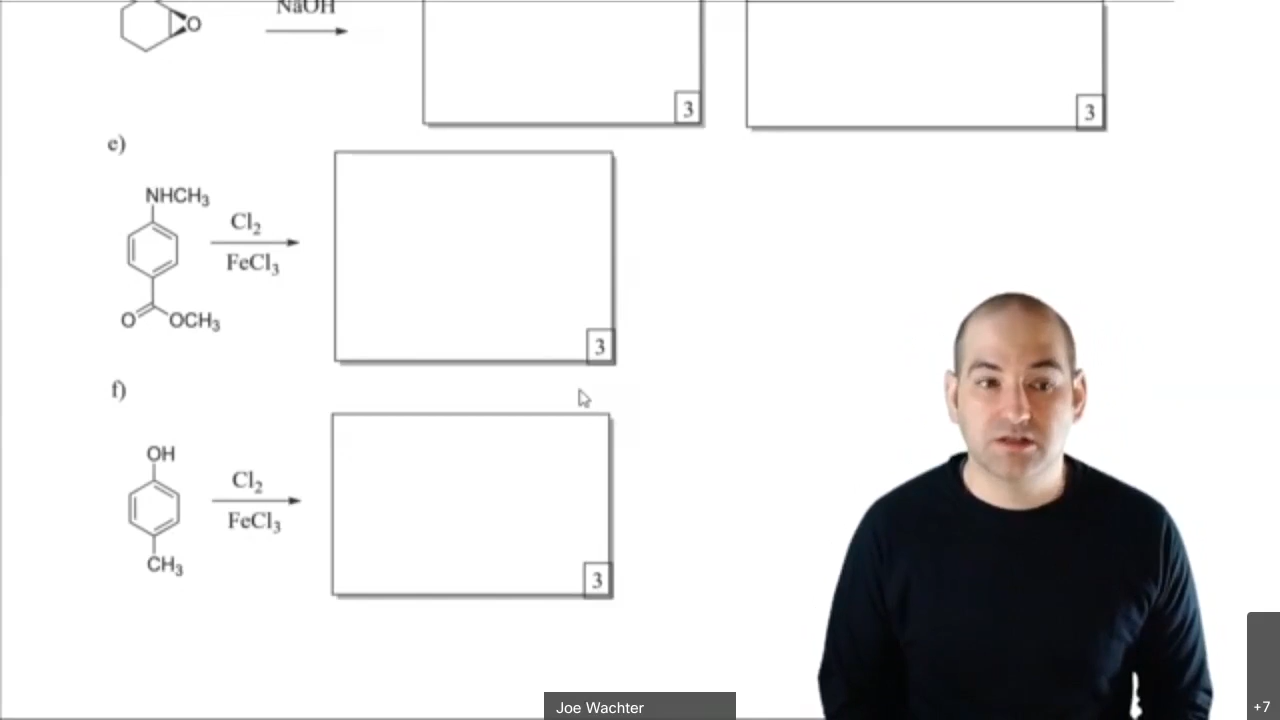 NaOH
O
3
3
e)
NHCH3
Cl2
FeCl3
O
OCH3
3
f)
OH
Cl2
FeCl3
CH3
3
Joe Wachter
+7